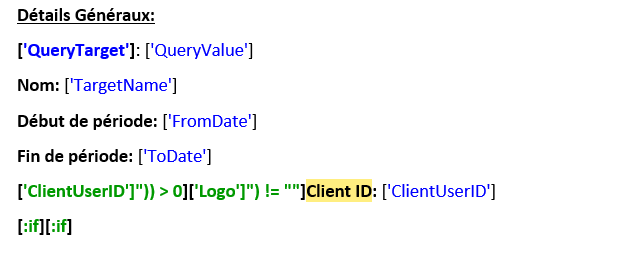 Détails Généraux:
['QueryTarget']: ['QueryValue']
Nom: ['TargetName']
Début de période: ['FromDate']
Fin de période: ['ToDate']
['ClientUserID']")) > 0]['Logo']") != ""]Client ID: ['ClientUserID']
[:if][:if]